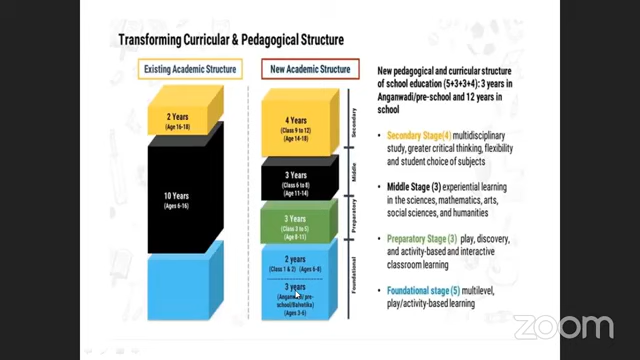 Transforming Curricular & Pedagogical Structure
Existing Academic Structure
New Academic Structure
2 Years
(Age 16-18)
10 Years
(Ages 6-16)
4 Years
(Class 9 to 12)
(Age 14-18)
3 Years
(Class 6 to 8)
(Age 11-14)
3 Years
(Class 3 to 5)
(Age 8-11)
2 years
(Class 1 & 2) (Ages 6-8)
3 years
(Anganwadi/ pre-
school/Balvatika)
(Ages 3-6)
Secondary
Middle
Preparatory
Foundational
New pedagogical and curricular structure
of school education (5+3+3+4): 3 years in
Anganwadi/pre-school and 12 years in
school
• Secondary Stage(4) multidisciplinary
study, greater critical thinking, flexibility
and student choice of subjects
• Middle Stage (3) experiential learning
in the sciences, mathematics, arts,
social sciences, and humanities
• Preparatory Stage (3) play, discovery,
and activity-based and interactive
classroom learning
• Foundational stage (5) multilevel,
play/activity-based learning
zoom